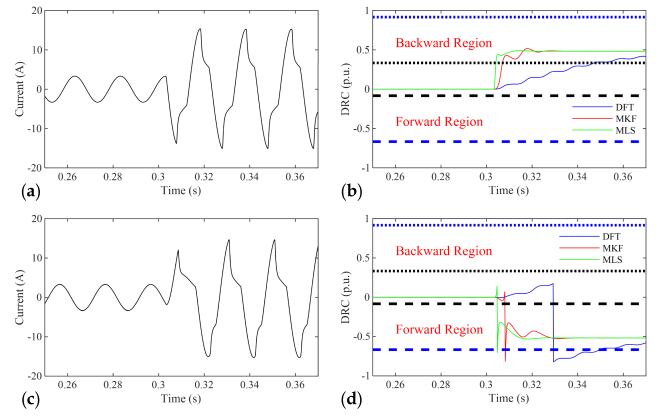 20
10
0
-10
-20
Current (A)
0.26
0.28
0.3
0.32
0.34
0.36
Time (s)
(a)
1
0.5
0
-0.5
-1
DRC (p.u.)
Backward Region
Forward Region
DFT
MKF
MLS
0.26
0.28
0.3
0.32
0.34
0.36
Time (s)
(b)
20
10
0
-10
-20
Current (A)
0.26
0.28
0.3
0.32
0.34
0.36
Time (s)
(c)
1
0.5
0
-0.5
-1
DRC (p.u.)
DFT
MKF
MLS
Backward Region
Forward Region
0.26
0.28
0.3
0.32
0.34
0.36
Time (s)
(d)